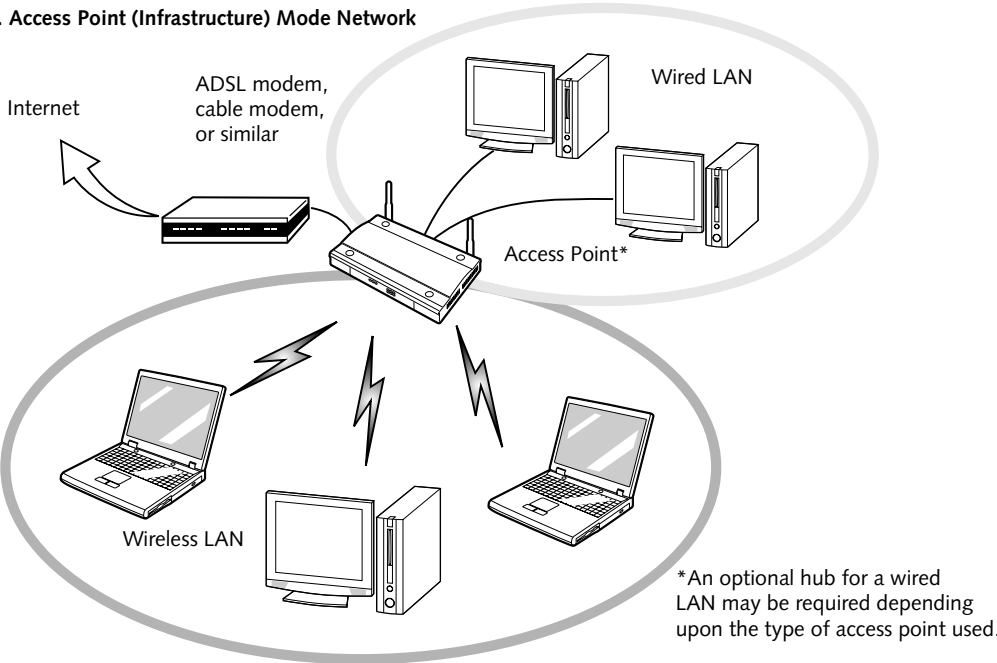 . Access Point (Infrastructure) Mode Network
Internet
ADSL modem,
cable modem,
or similar
Wired LAN
Access Point*
Wireless LAN
*An optional hub for a wired
LAN may be required depending
upon the type of access point used.